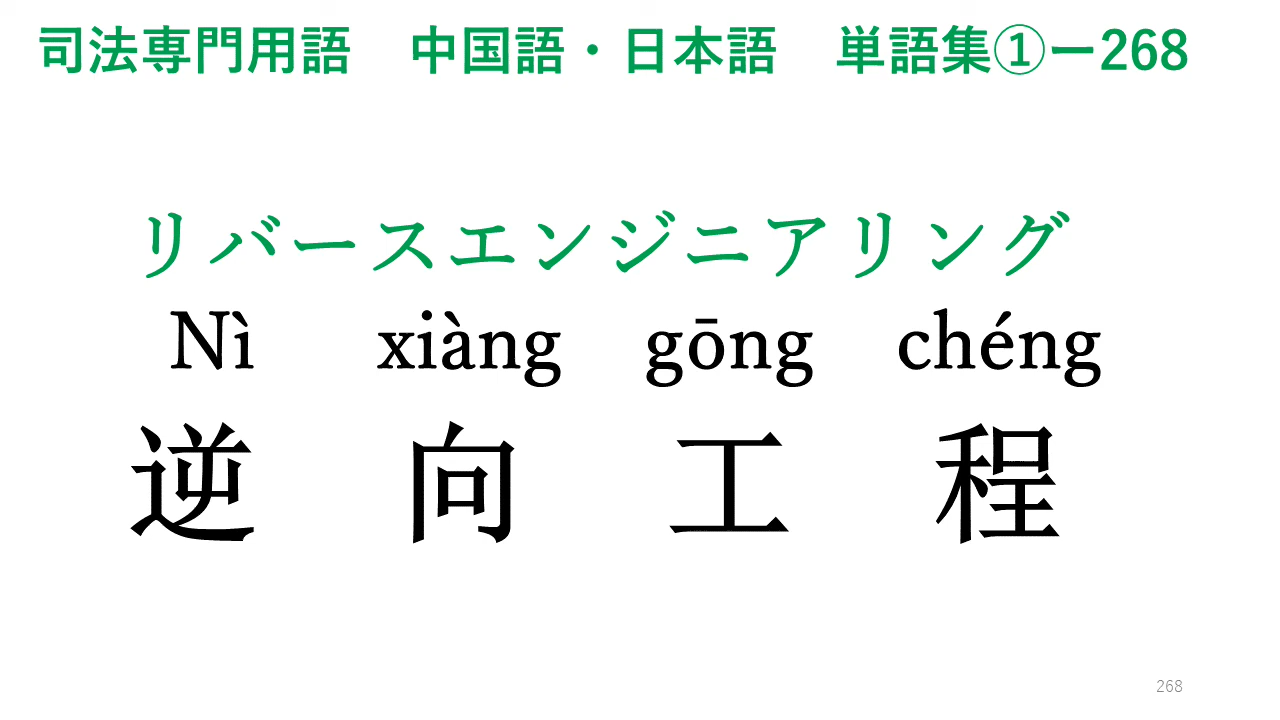 司法専門用語　中国語・日本語　単語集①ー268
リバースエンジニアリング
Nì xiàng gōng chéng
逆 向 工 程
268